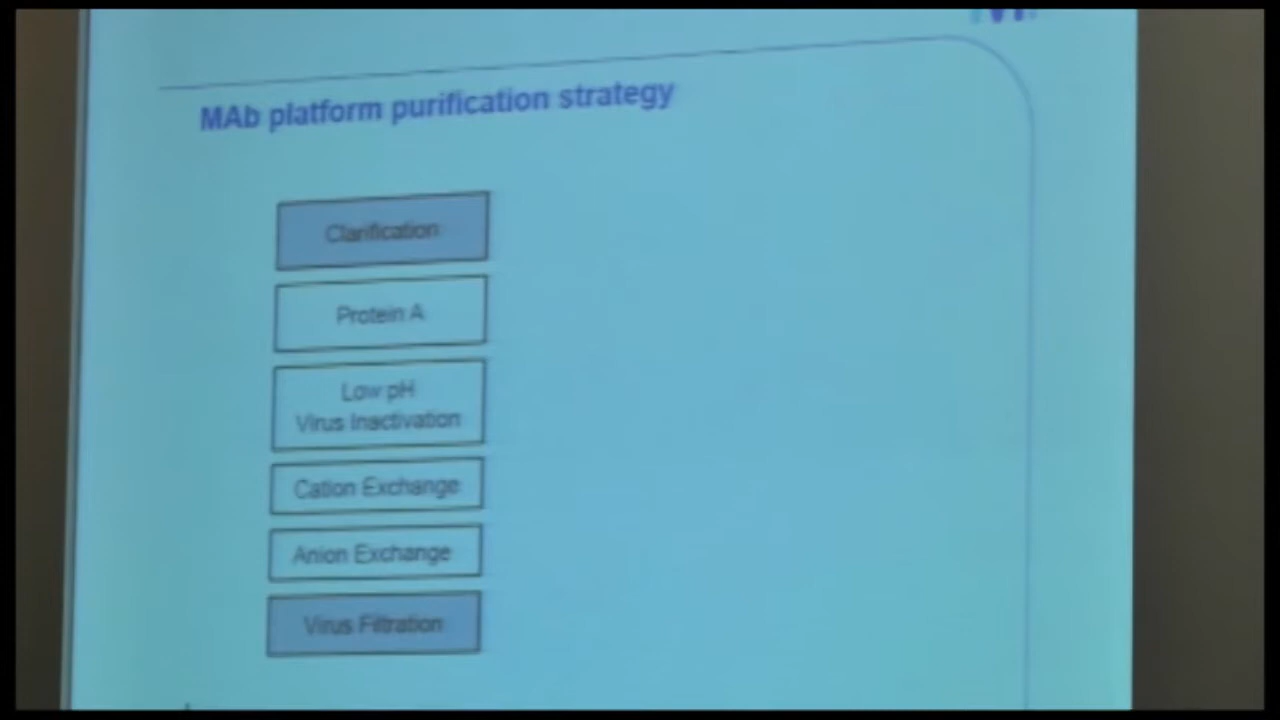 MAb platform purification strategy
Clarification
Protein A
Low pH
Virus Inactivation
Cation Exchange
Anion Exchange
Virus Filtration